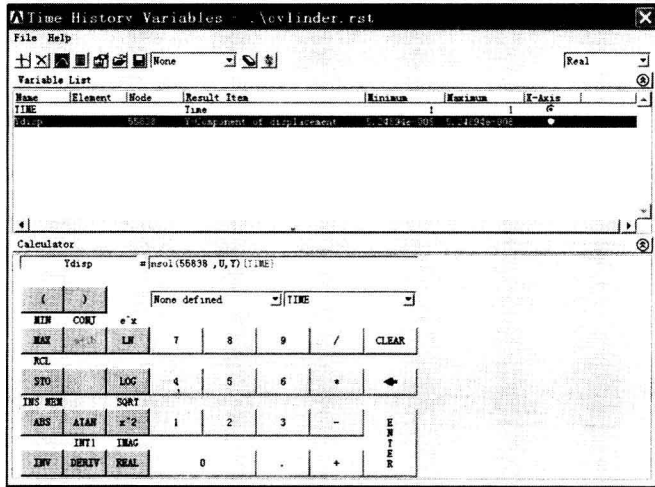 Time History Variables - .\cylinder.rst
File Help
None Real
Variable List
Name Element Node Result Item Minimum Maximum X-Axis
TIME Time 1 1
Ydisp 55838 Y-Component of displacement
Calculator
Ydisp = nsol(55838 ,U,Y){TIME}
( ) None defined TIME
MIN CONJ e^x
MAX LN 7 8 9 / CLEAR
RCL
STO LOG 4 5 6 *
INS MEM SQRT
ABS ATAN x^2 1 2 3 - ENTER
INT1 IMAG
INV DERIV REAL 0 . +